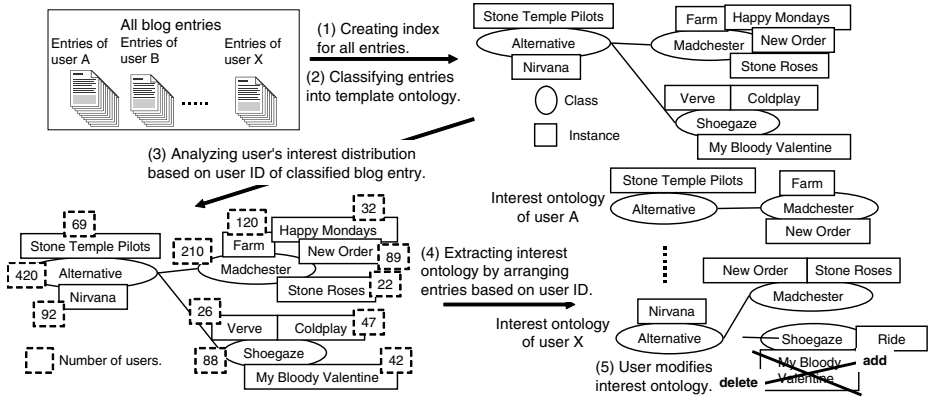 All blog entries
Entries of
user A
Entries of
user B
Entries of
user X
(1) Creating index
for all entries.
(2) Classifying entries
into template ontology.
Stone Temple Pilots
Alternative
Nirvana
Farm
Happy Mondays
Madchester
New Order
Stone Roses
Verve
Coldplay
Shoegaze
My Bloody Valentine
Class
Instance
(3) Analyzing user's interest distribution
based on user ID of classified blog entry.
69
Stone Temple Pilots
420
Alternative
Nirvana
92
120
32
Happy Mondays
Farm
210
New Order
89
Madchester
Stone Roses
22
26
Verve
Coldplay
47
88
Shoegaze
42
My Bloody Valentine
Number of users.
(4) Extracting interest
ontology by arranging
entries based on user ID.
Interest ontology
of user A
Stone Temple Pilots
Alternative
Farm
Madchester
New Order
Interest ontology
of user X
Nirvana
Alternative
New Order
Stone Roses
Madchester
Shoegaze
Ride
My Bloody
Valentine
add
delete
(5) User modifies
interest ontology.